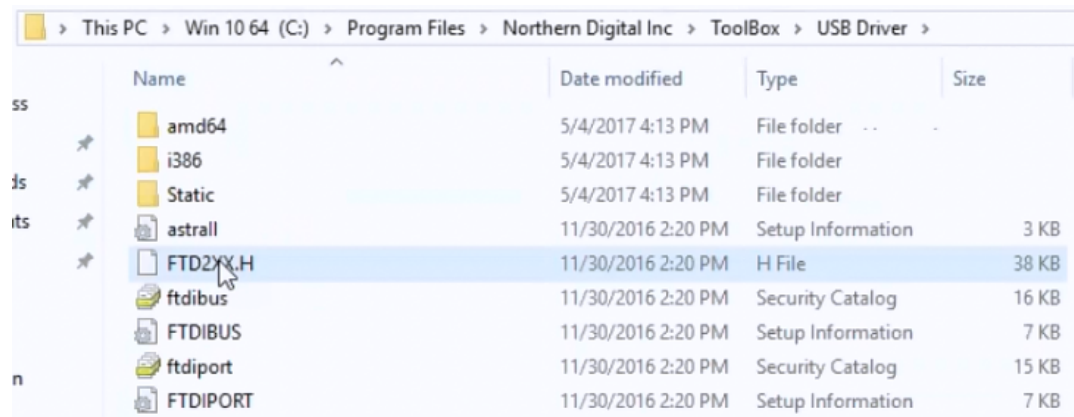 This PC > Win 10 64 (C:) > Program Files > Northern Digital Inc > ToolBox > USB Driver >
Name Date modified Type Size
ss
amd64 5/4/2017 4:13 PM File folder
i386 5/4/2017 4:13 PM File folder
ds
Static 5/4/2017 4:13 PM File folder
nts
astrall 11/30/2016 2:20 PM Setup Information 3 KB
FTD2XX.H 11/30/2016 2:20 PM H File 38 KB
ftdibus 11/30/2016 2:20 PM Security Catalog 16 KB
FTDIBUS 11/30/2016 2:20 PM Setup Information 7 KB
ftdiport 11/30/2016 2:20 PM Security Catalog 15 KB
n
FTDIPORT 11/30/2016 2:20 PM Setup Information 7 KB